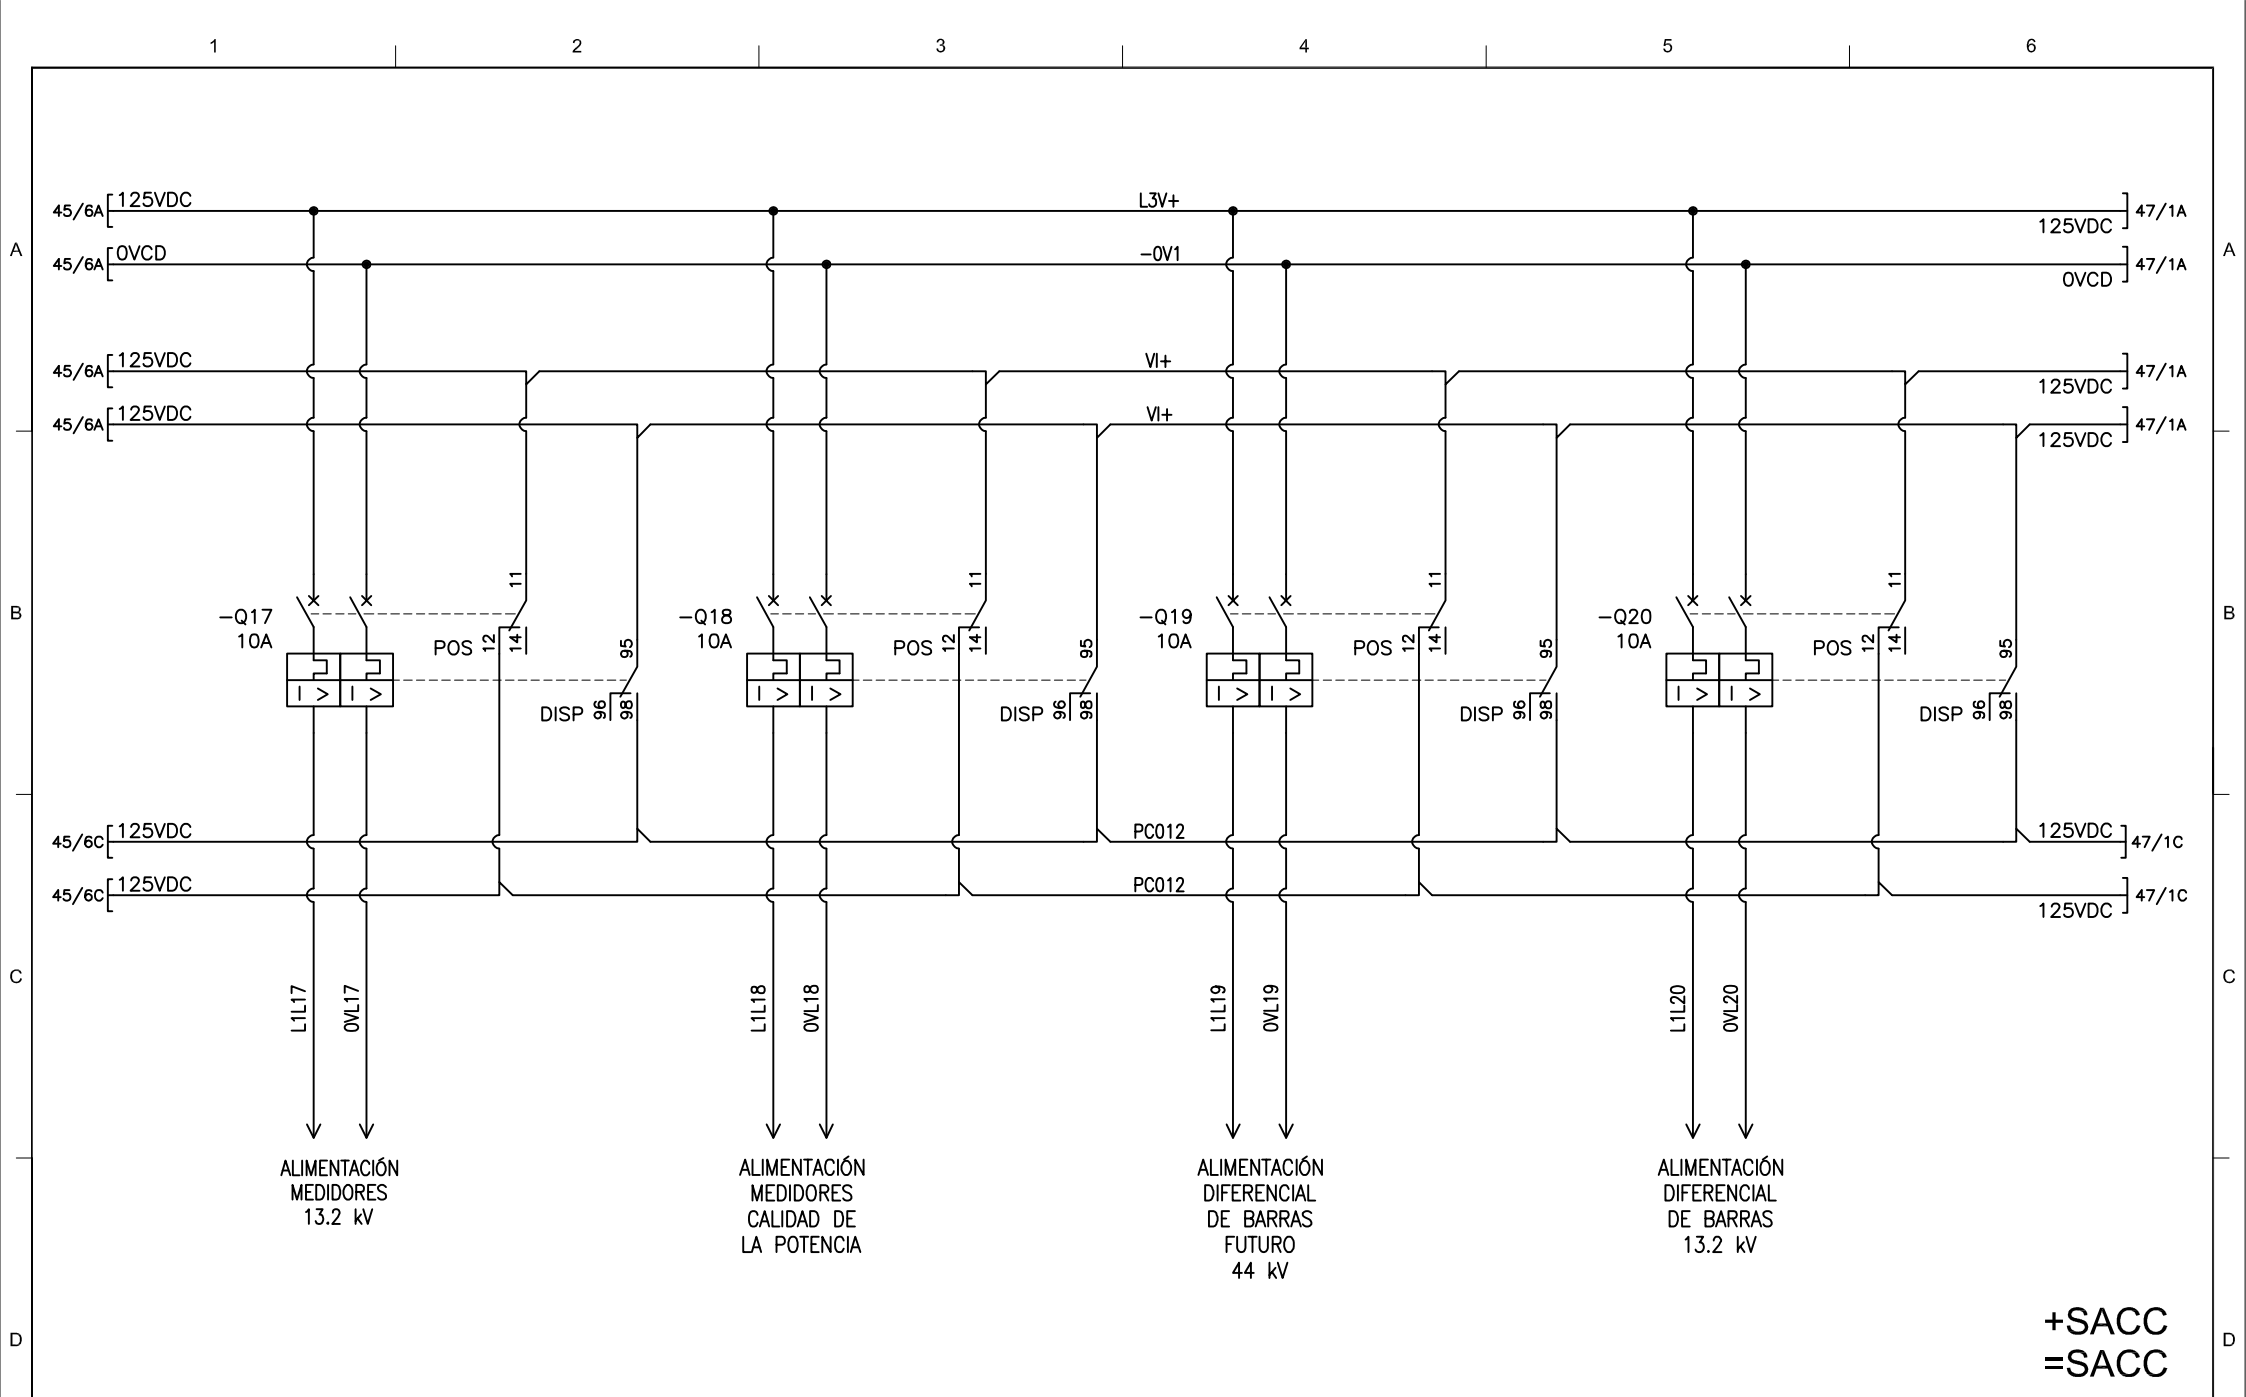 1 2 3 4 5 6
45/6A 125VDC L3V+ 125VDC 47/1A
A 45/6A 0VCD -0V1 0VCD 47/1A A
45/6A 125VDC VI+ 125VDC 47/1A
45/6A 125VDC VI+ 125VDC 47/1A
11 11 11 11
B -Q17 -Q18 -Q19 -Q20 B
10A POS 12 14 95 10A POS 12 14 95 10A POS 12 14 95 10A POS 12 14 95
I > I > I > I > I > I > I > I >
DISP 96 98 DISP 96 98 DISP 96 98 DISP 96 98
45/6C 125VDC PC012 125VDC 47/1C
45/6C 125VDC PC012 125VDC 47/1C
C C
L1L17 0VL17 L1L18 0VL18 L1L19 0VL19 L1L20 0VL20
ALIMENTACIÓN
MEDIDORES
13.2 kV
ALIMENTACIÓN
MEDIDORES
CALIDAD DE
LA POTENCIA
ALIMENTACIÓN
DIFERENCIAL
DE BARRAS
FUTURO
44 kV
ALIMENTACIÓN
DIFERENCIAL
DE BARRAS
13.2 kV
+SACC
D D
=SACC